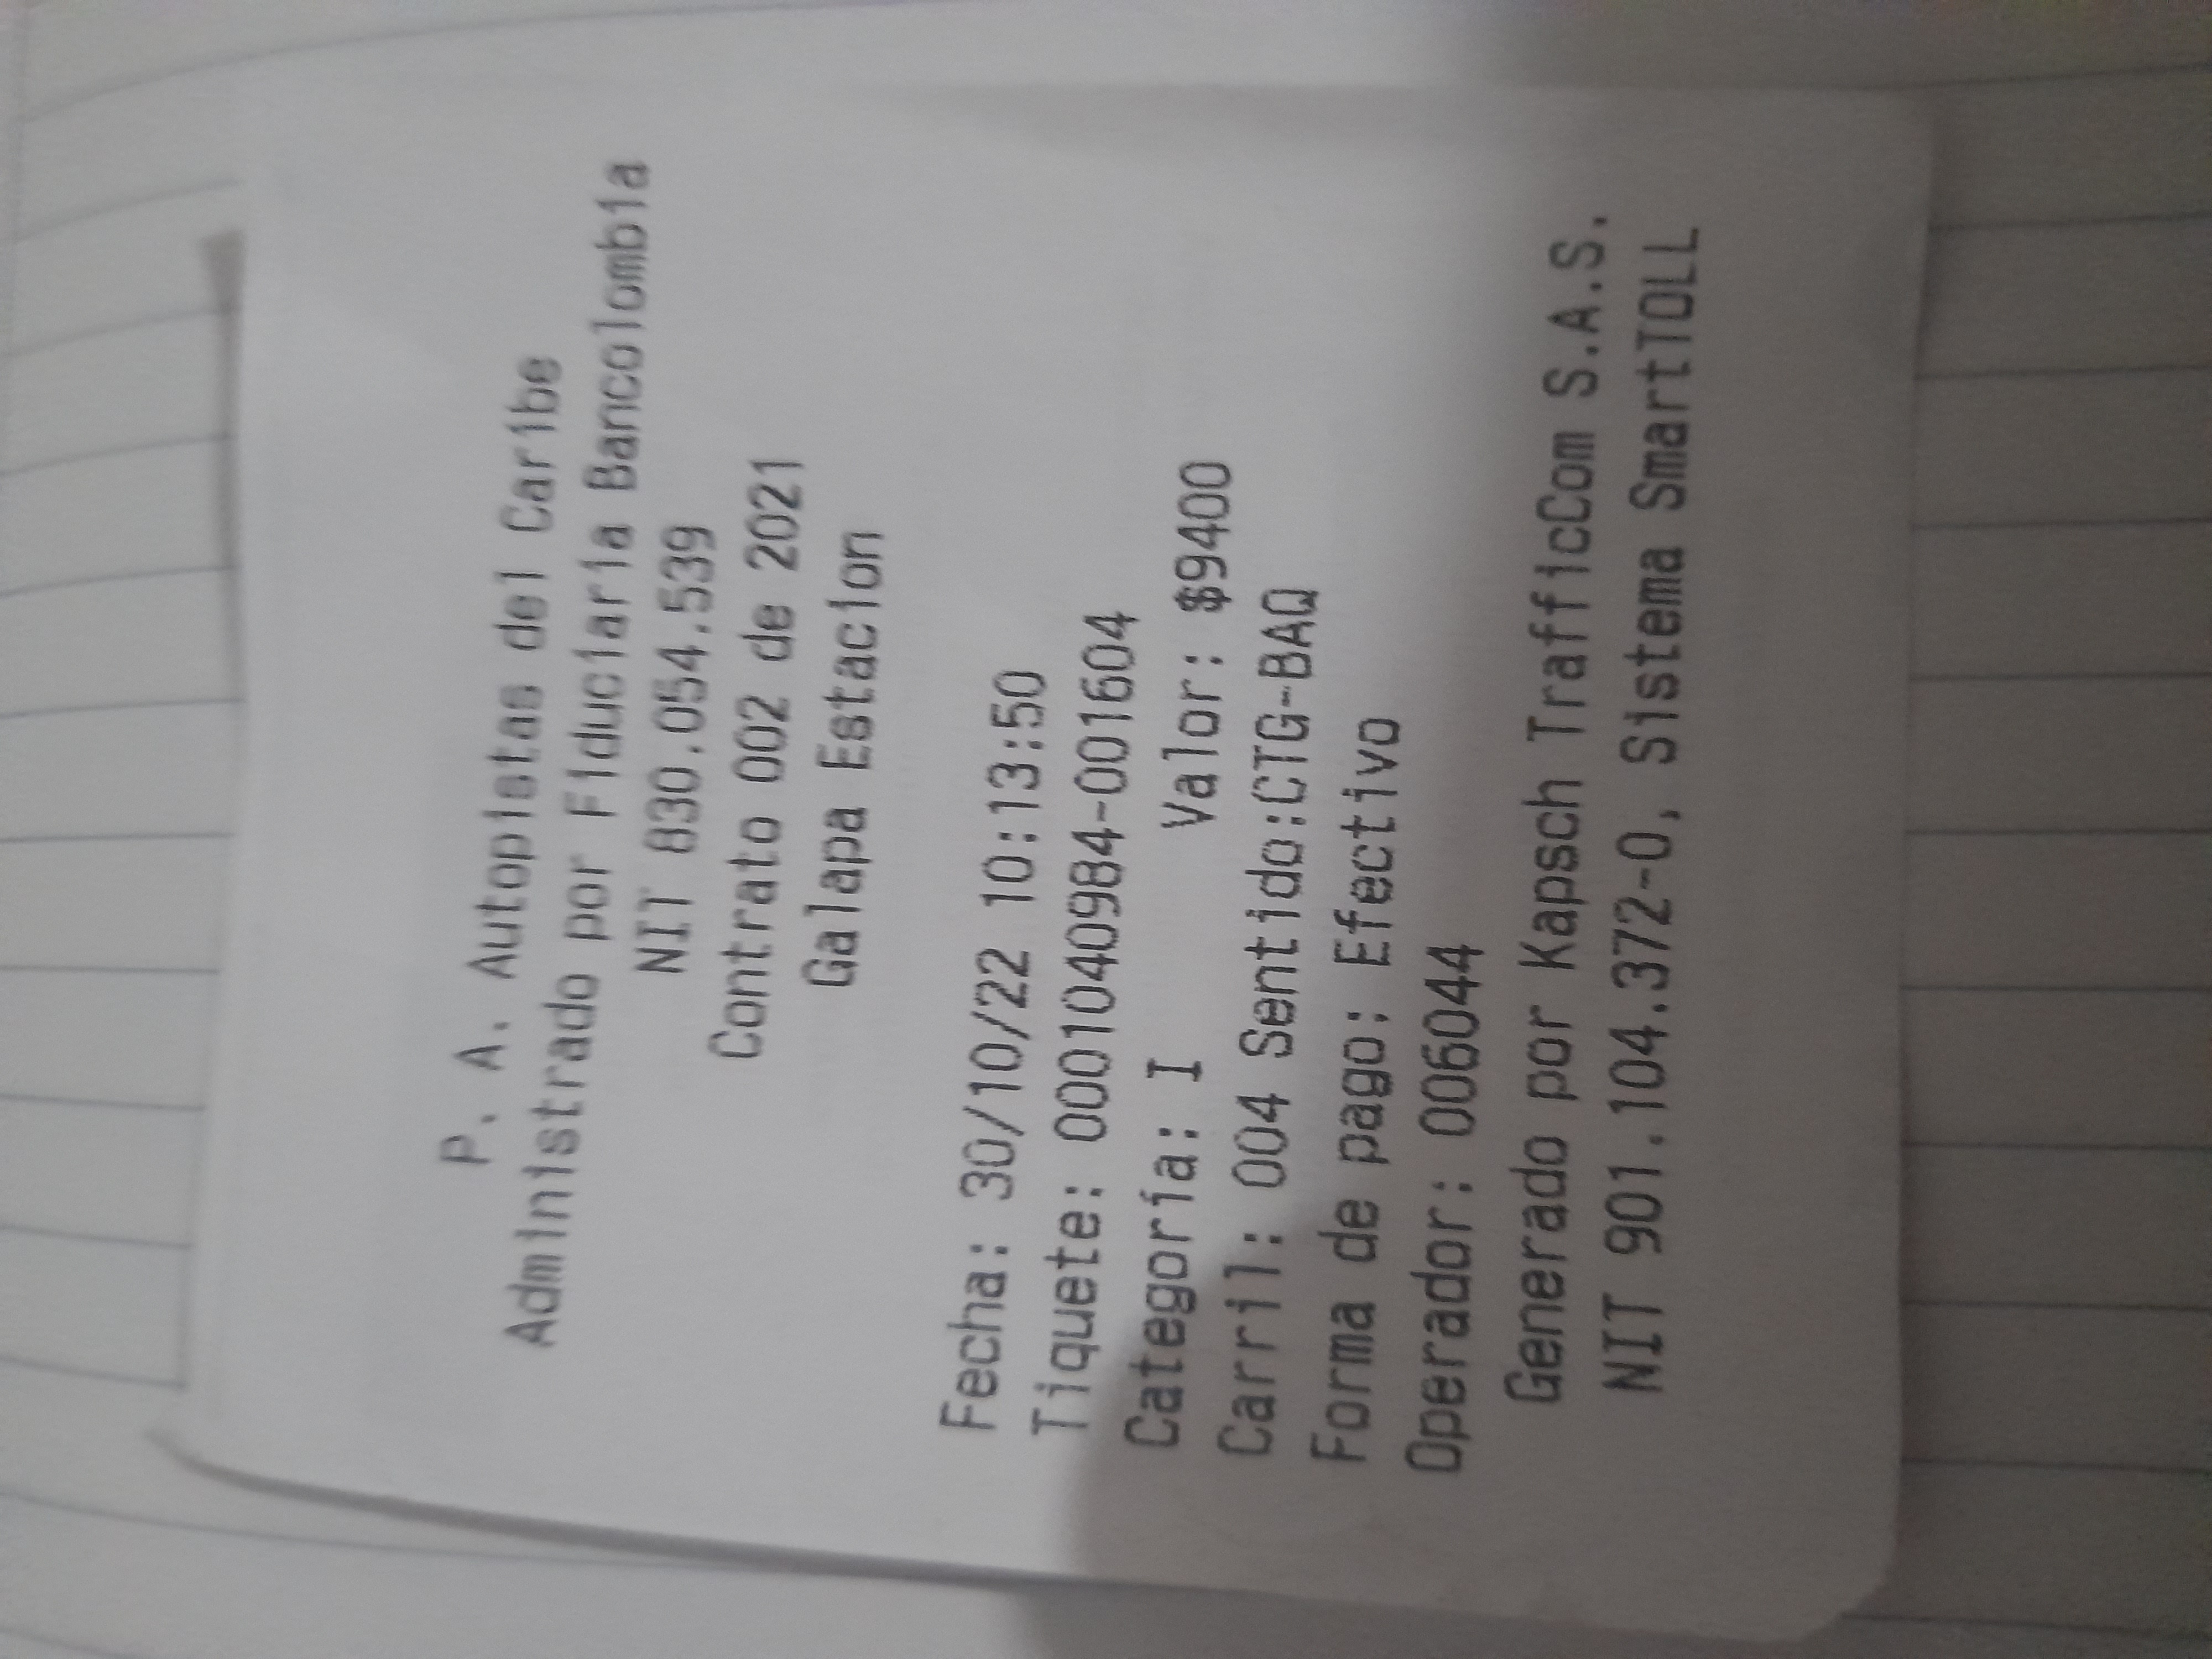 P. A. Autopistas del Caribe
Administrado por Fiduciaria Bancolombia
NIT 830.054.539
Contrato 002 de 2021
Galapa Estacion
Fecha: 30/10/22 10:13:50
Tiquete: 0001040984-001604
Categoría: I Valor: $9400
Carril: 004 Sentido:CTG-BAQ
Forma de pago: Efectivo
Operador: 006044
Generado por Kapsch TrafficCom S.A.S.
NIT 901.104.372-0, Sistema SmartTOLL